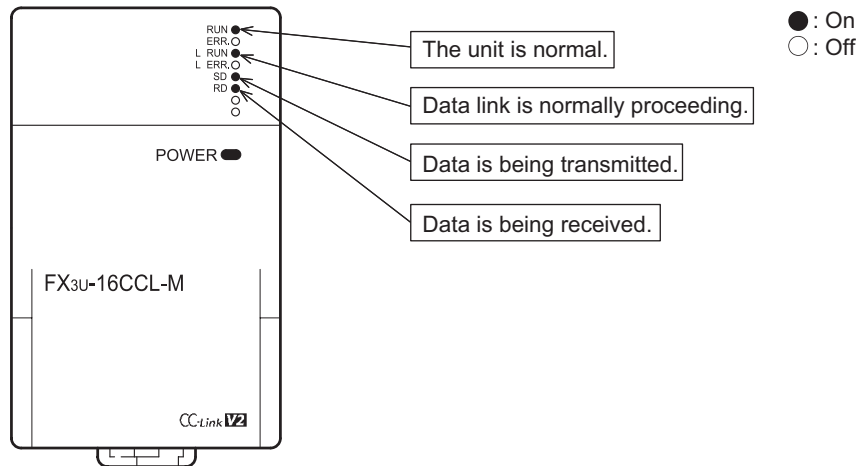 RUN
ERR.
L RUN
L ERR.
SD
RD
The unit is normal.
Data link is normally proceeding.
Data is being transmitted.
Data is being received.
: On
: Off
POWER
FX3U-16CCL-M
CC-Link V2